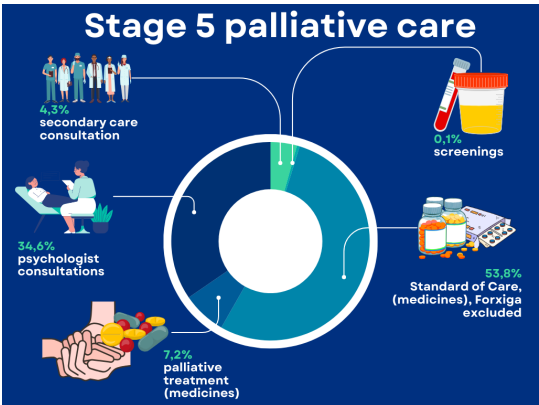 Stage 5 palliative care
4,3%
secondary care
consultation
0,1%
screenings
34,6%
psychologist
consultations
53,8%
Standard of Care,
(medicines), Forxiga
excluded
7,2%
palliative
treatment
(medicines)